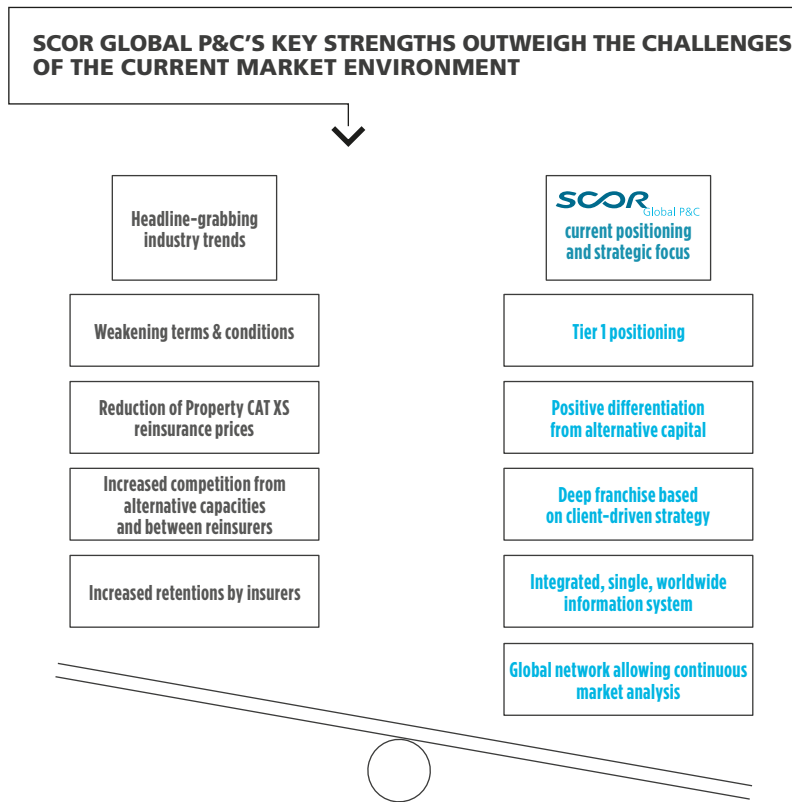 SCOR GLOBAL P&C'S KEY STRENGTHS OUTWEIGH THE CHALLENGES
OF THE CURRENT MARKET ENVIRONMENT
Headline-grabbing
industry trends
Weakening terms & conditions
Reduction of Property CAT XS
reinsurance prices
Increased competition from
alternative capacities
and between reinsurers
Increased retentions by insurers
SCOR
Global P&C
current positioning
and strategic focus
Tier 1 positioning
Positive differentiation
from alternative capital
Deep franchise based
on client-driven strategy
Integrated, single, worldwide
information system
Global network allowing continuous
market analysis